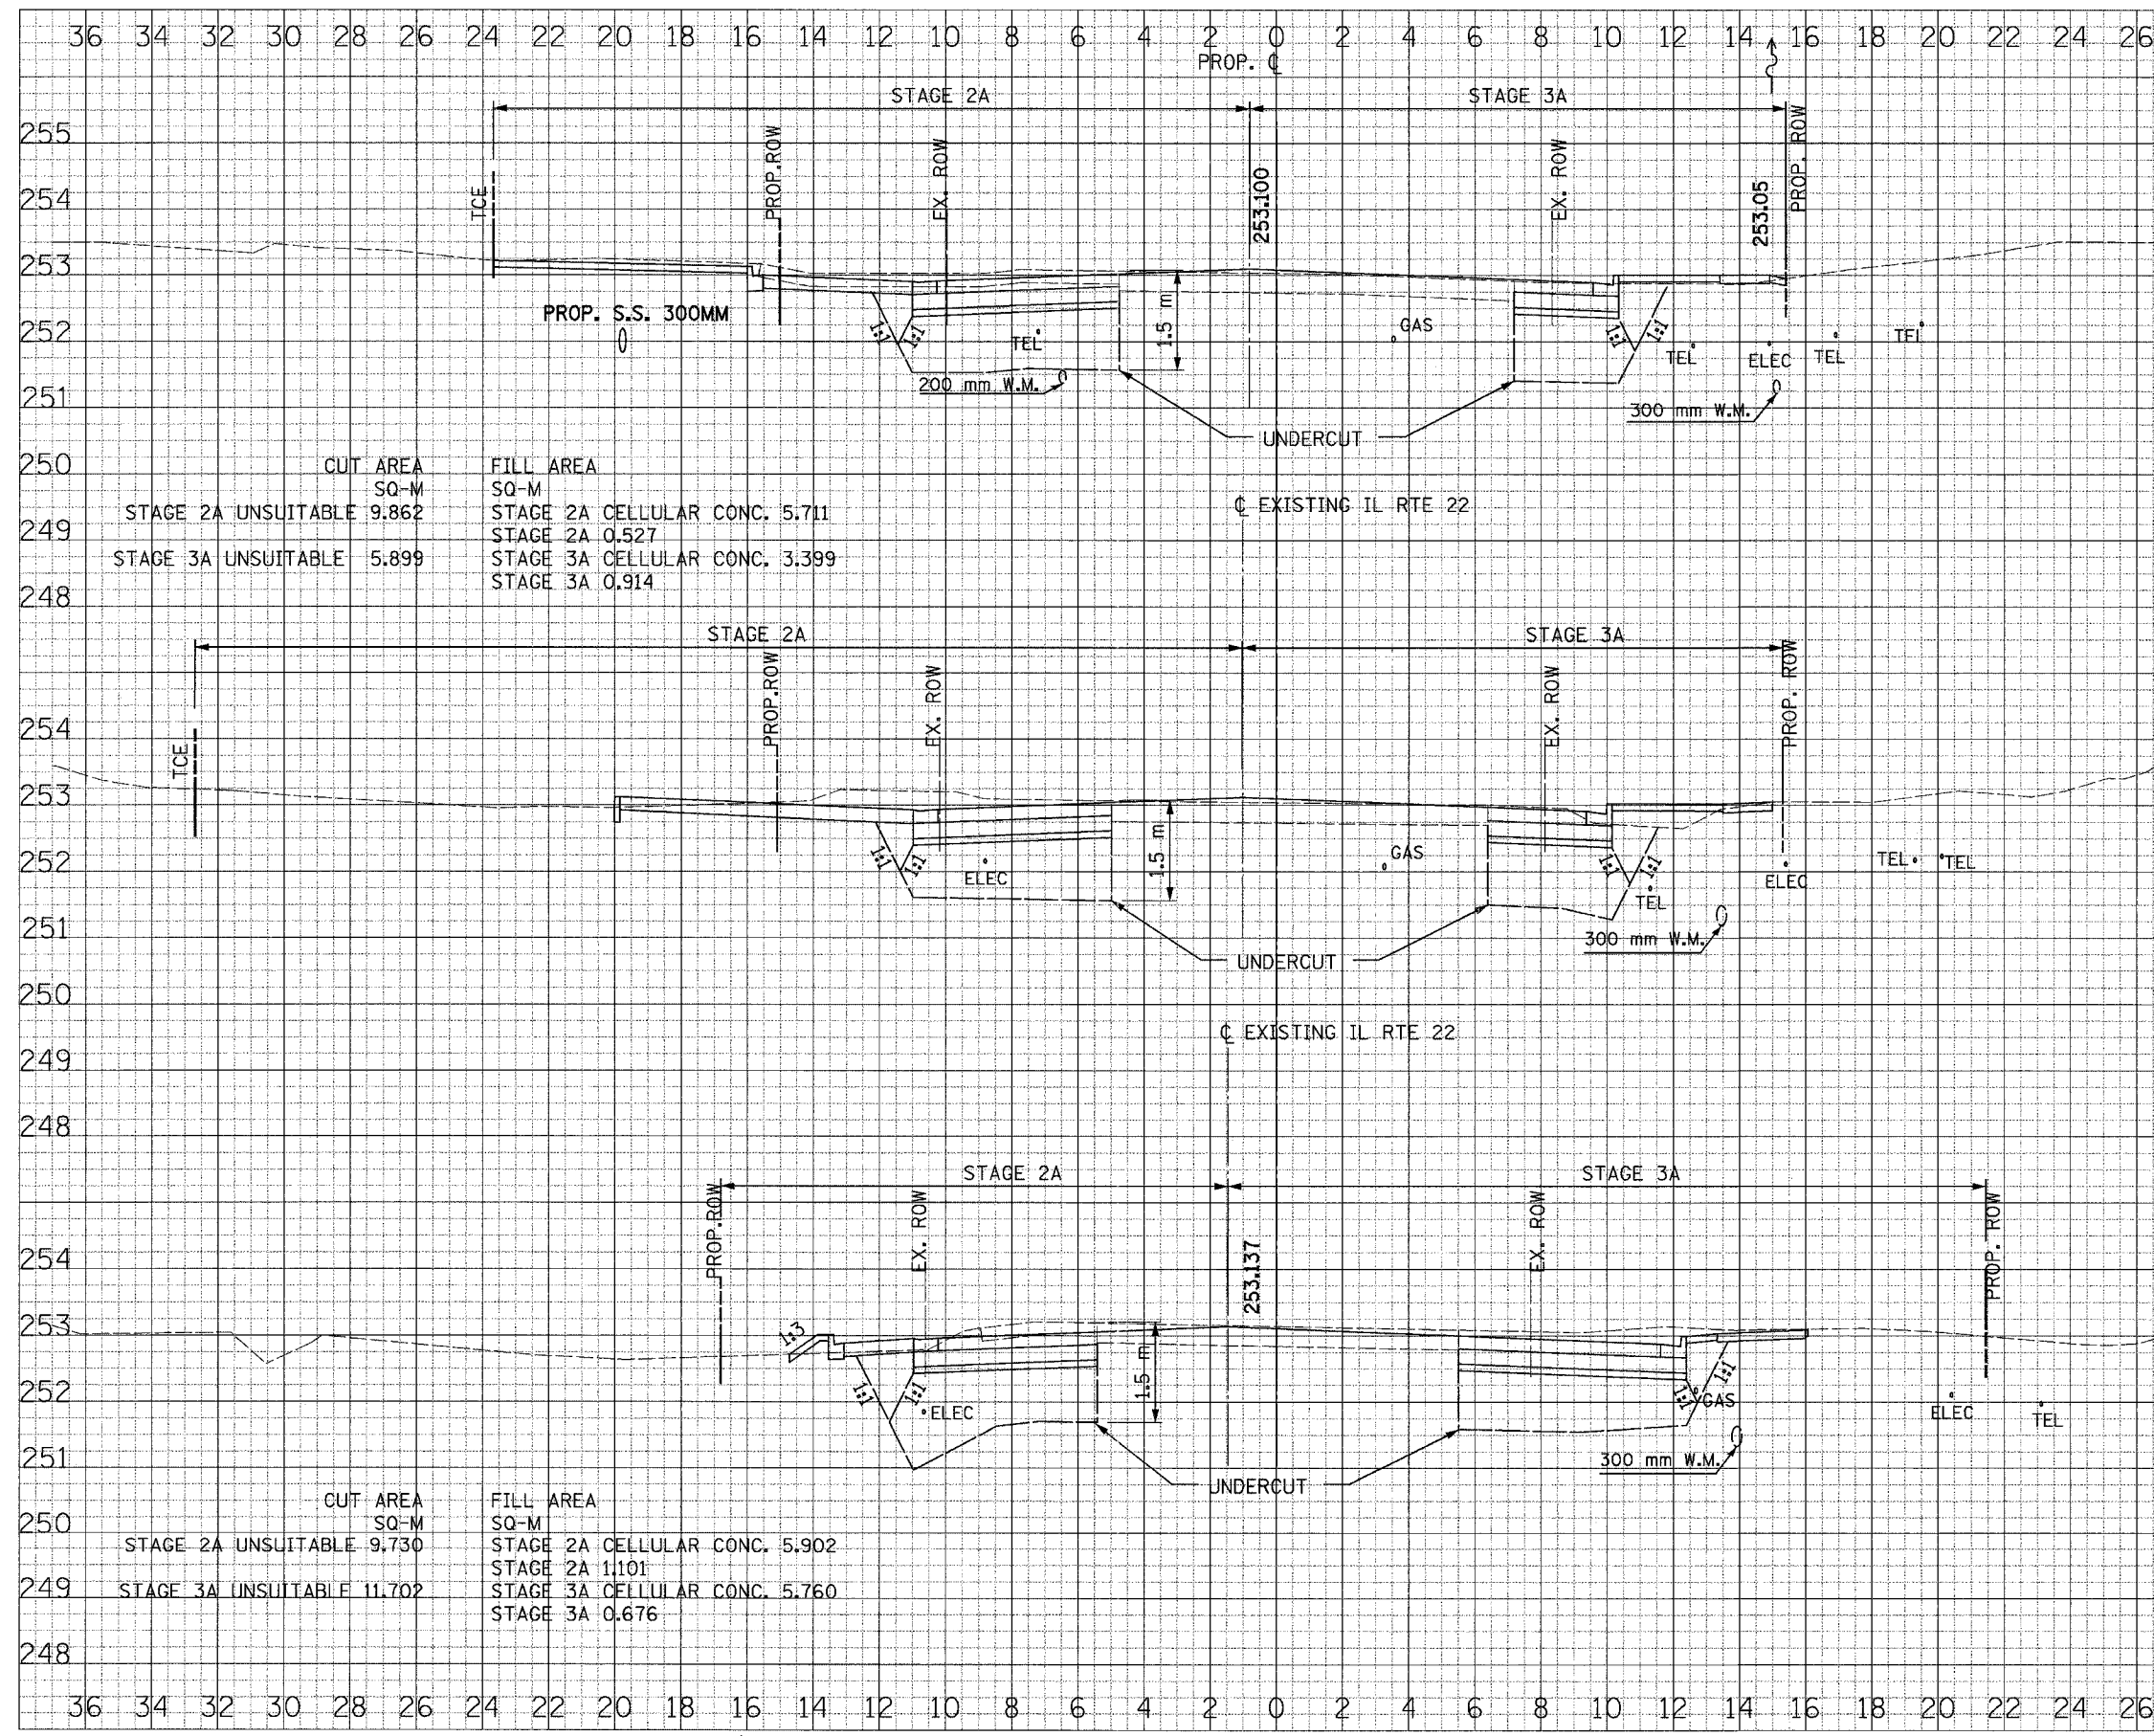 36 34 32 30 28 26 24 22 20 18 16 14 12 10 8 6 4 2 0 2 4 6 8 10 12 14 16 18 20 22 24 26
PROP. ℄
STAGE 2A
STAGE 3A
255
254
253
252
251
250
249
248
TCE
PROP.ROW
EX. ROW
253.100
EX. ROW
253.05
PROP. ROW
PROP. S.S. 300MM
1:1
1:1
TEL
1.5 m
GAS
1:1
1:1
TEL
ELEC
TEL
TEL
200 mm W.M.
300 mm W.M.
UNDERCUT
CUT AREA
SQ-M
STAGE 2A UNSUITABLE 9.862
STAGE 3A UNSUITABLE 5.899
FILL AREA
SQ-M
STAGE 2A CELLULAR CONC. 5.711
STAGE 2A 0.527
STAGE 3A CELLULAR CONC. 3.399
STAGE 3A 0.914
℄ EXISTING IL RTE 22
STAGE 2A
STAGE 3A
254
253
252
251
250
249
248
TCE
PROP.ROW
EX. ROW
EX. ROW
PROP. ROW
1:1
1:1
ELEC
1.5 m
GAS
1:1
1:1
TEL
ELEC
TEL
TEL
300 mm W.M.
UNDERCUT
℄ EXISTING IL RTE 22
STAGE 2A
STAGE 3A
254
253
252
251
250
249
248
PROP.ROW
EX. ROW
253.137
EX. ROW
PROP. ROW
1:3
1:1
1:1
ELEC
1.5 m
1:1
1:1
GAS
ELEC
TEL
300 mm W.M.
UNDERCUT
CUT AREA
SQ-M
STAGE 2A UNSUITABLE 9.730
STAGE 3A UNSUITABLE 11.702
FILL AREA
SQ-M
STAGE 2A CELLULAR CONC. 5.902
STAGE 2A 1.101
STAGE 3A CELLULAR CONC. 5.760
STAGE 3A 0.676
36 34 32 30 28 26 24 22 20 18 16 14 12 10 8 6 4 2 0 2 4 6 8 10 12 14 16 18 20 22 24 26